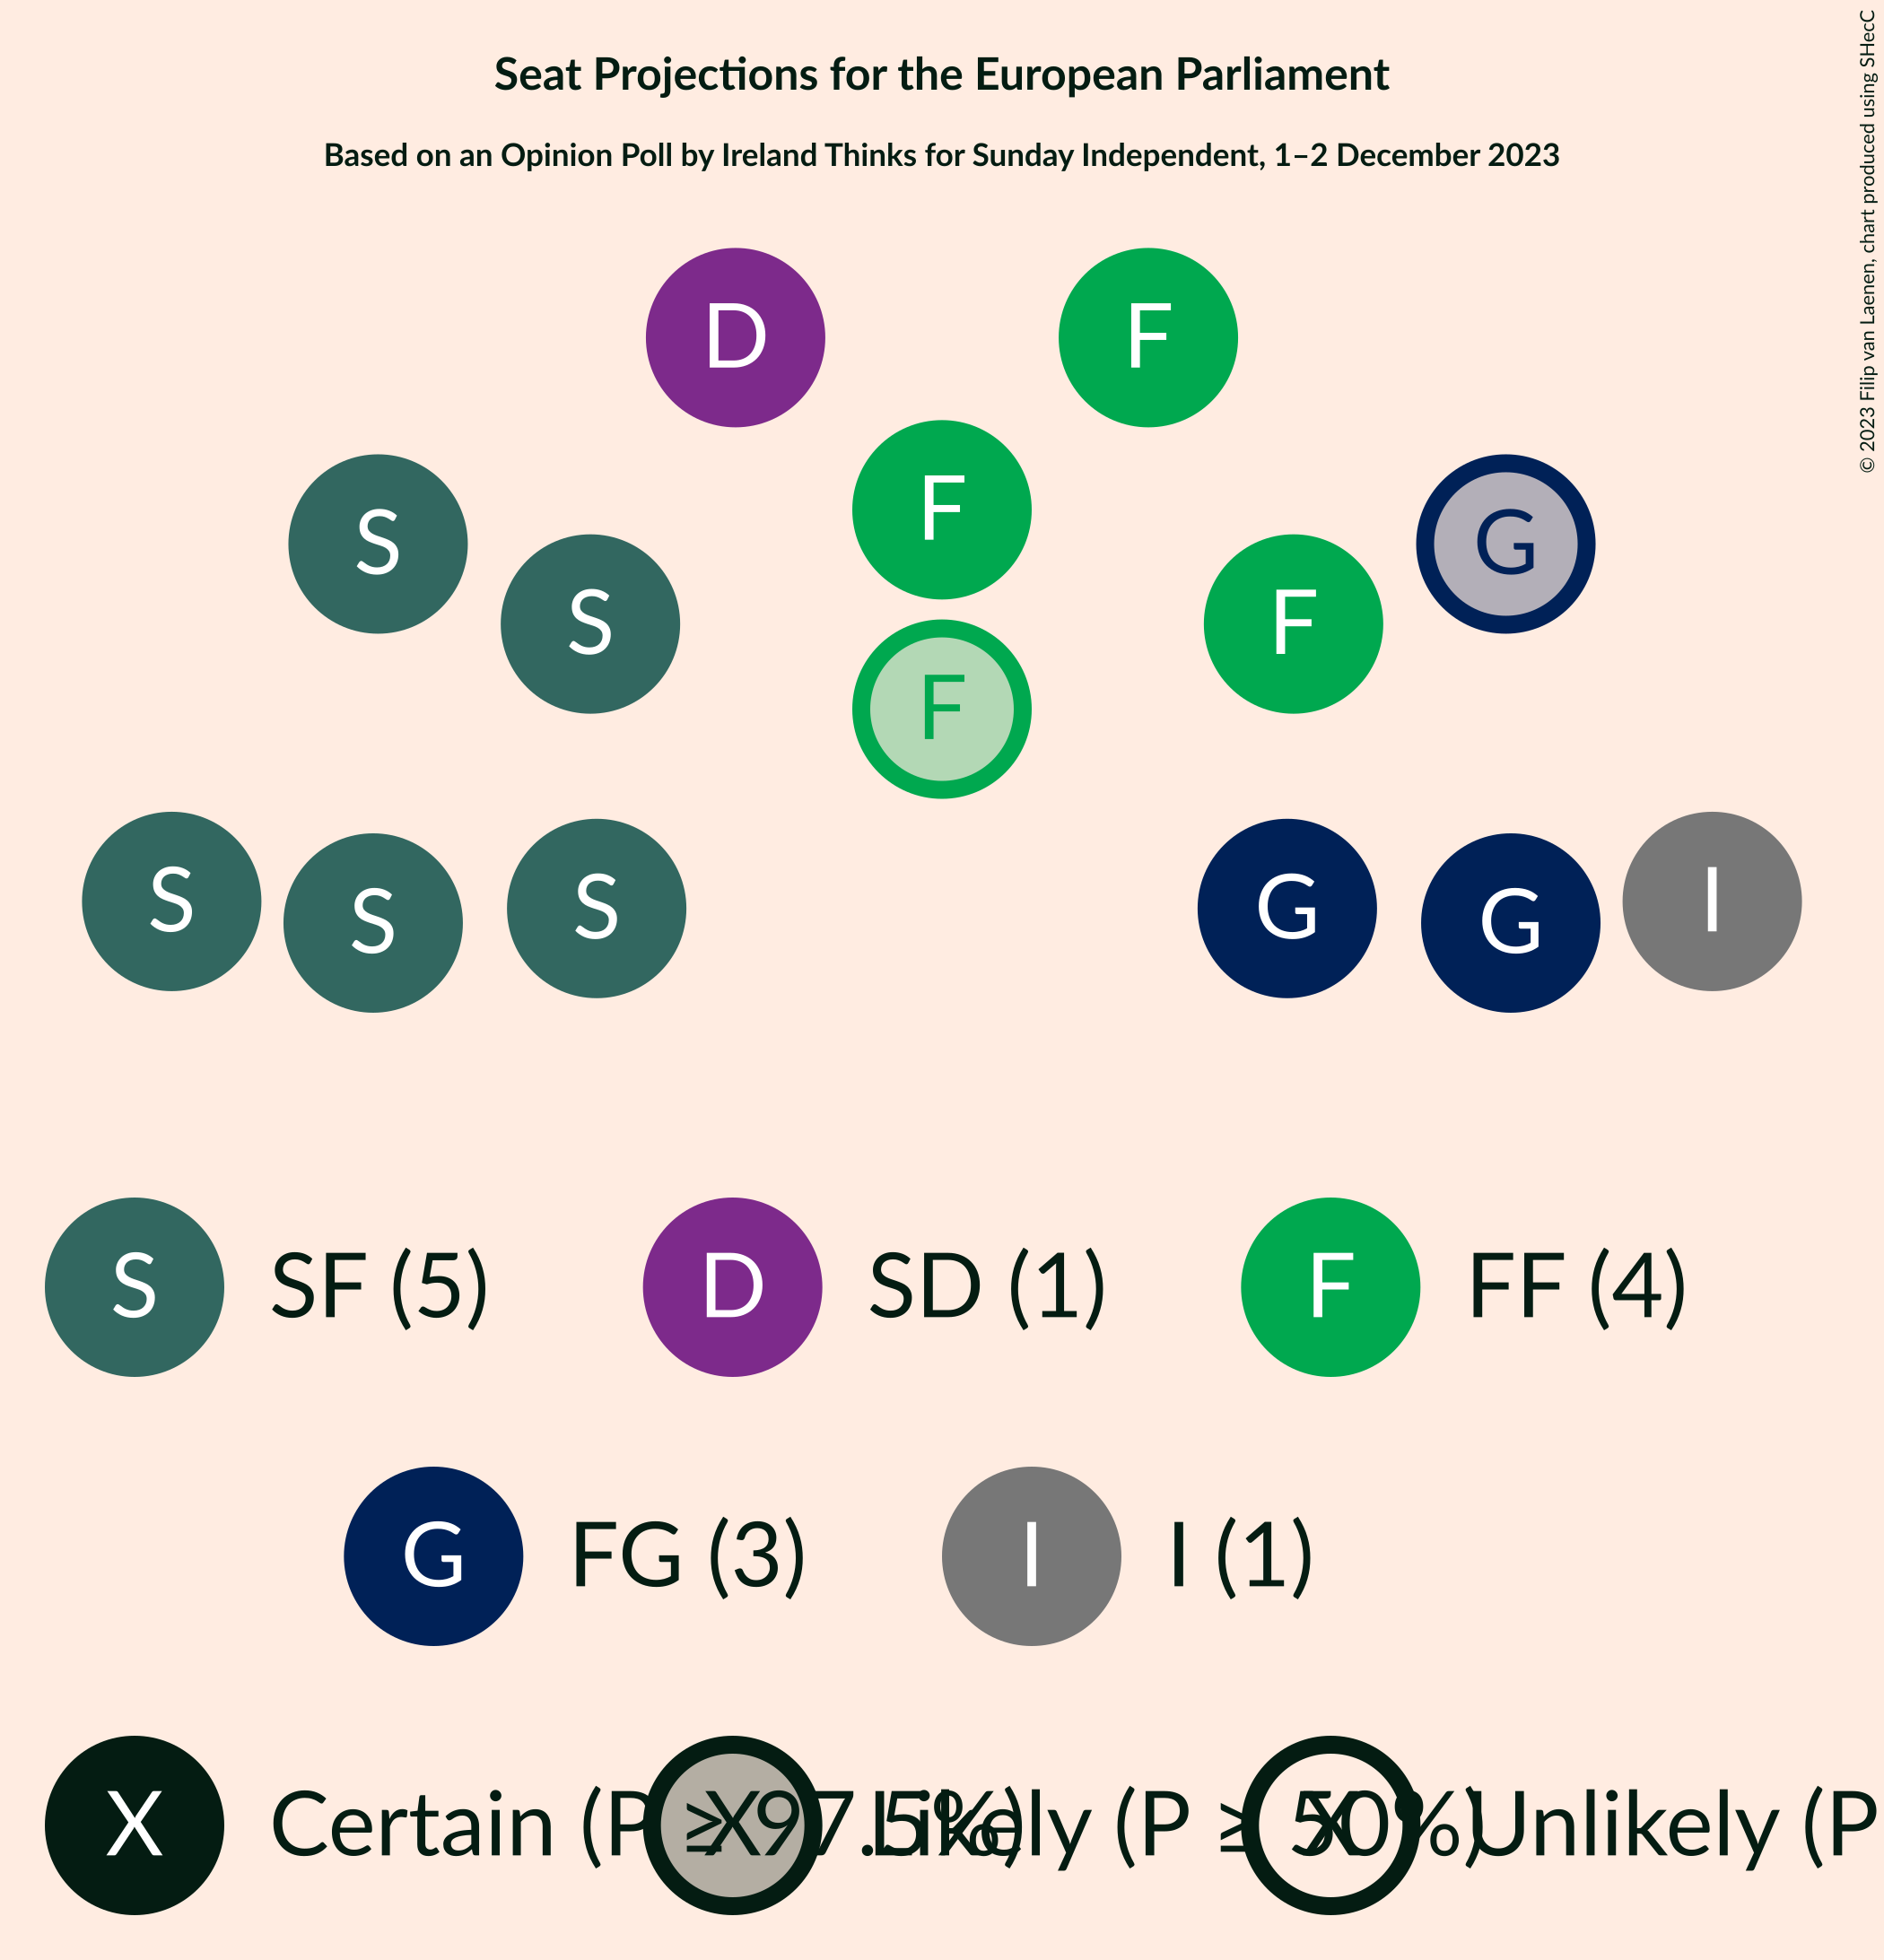 Seat Projections for the European Parliament
Based on an Opinion Poll by Ireland Thinks for Sunday Independent, 1–2 December 2023
© 2023 Filip van Laenen, chart produced using SHecC
D F
F
S G
S F
F
S S S G G I
S SF (5) D SD (1) F FF (4)
G FG (3) I I (1)
X Certain (P ≥ 97.5%) X Likely (P ≥ 50%) X Unlikely (P